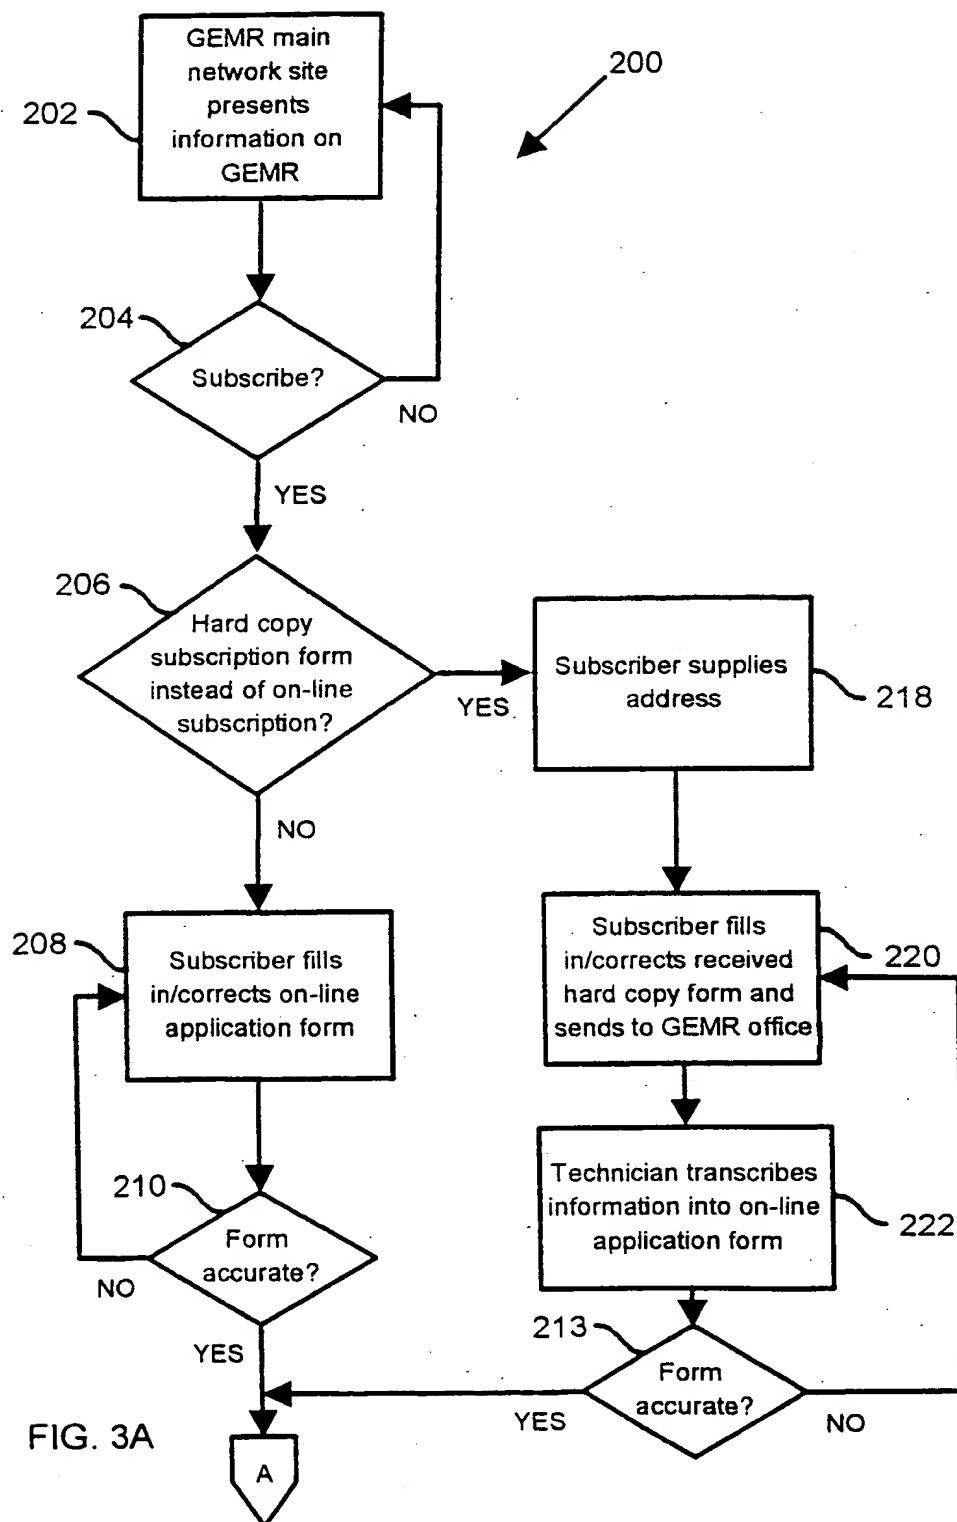 GEMR main
network site
presents
information on
GEMR
200
202
204
Subscribe?
NO
YES
206
Hard copy
subscription form
instead of on-line
subscription?
YES
Subscriber supplies
address
218
NO
208
Subscriber fills
in/corrects on-line
application form
Subscriber fills
in/corrects received
hard copy form and
sends to GEMR office
220
210
Form
accurate?
NO
YES
Technician transcribes
information into on-line
application form
222
213
Form
accurate?
YES
NO
FIG. 3A
A